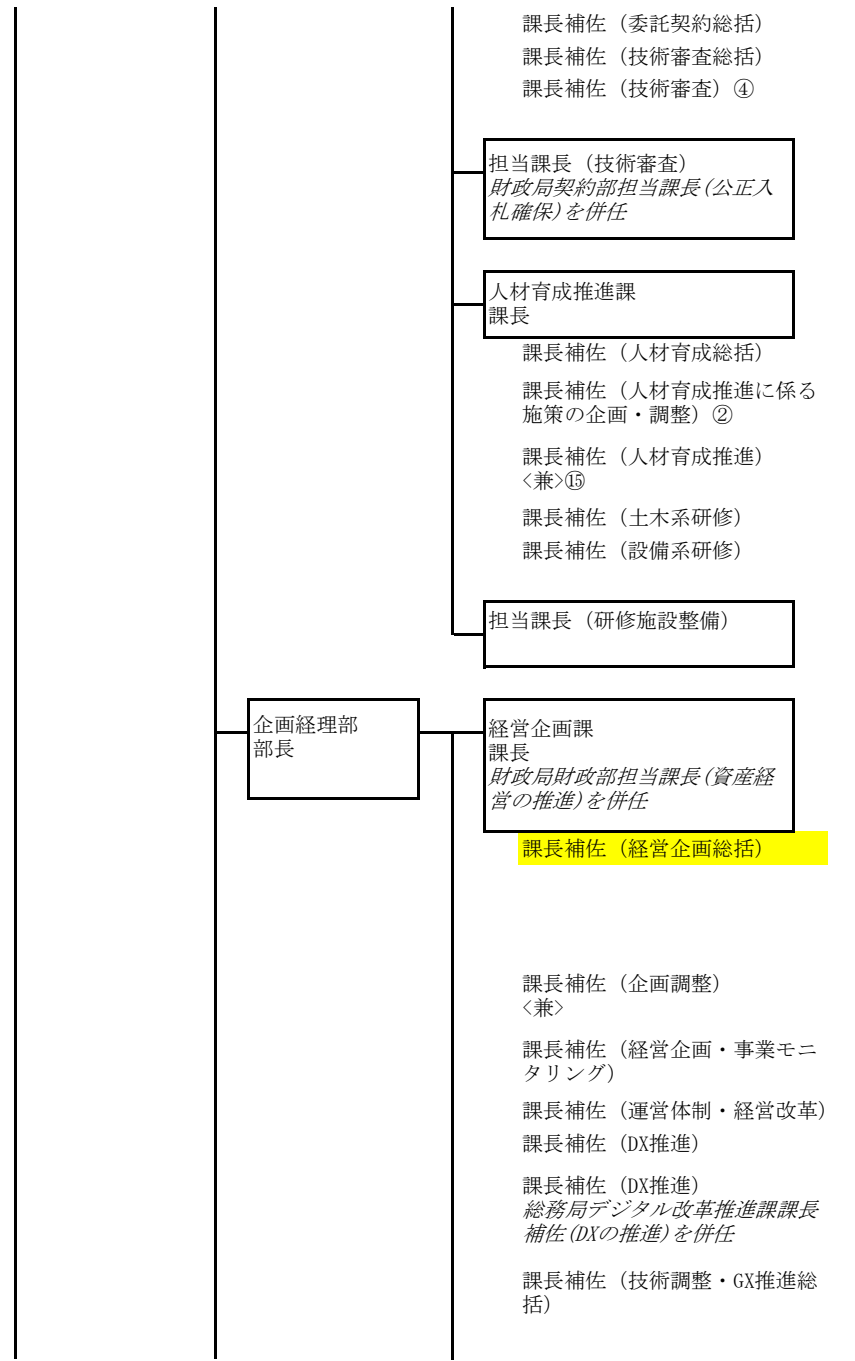 課長補佐（委託契約総括）
課長補佐（技術審査総括）
課長補佐（技術審査）④
担当課長（技術審査）
財政局契約部担当課長(公正入
札確保)を併任
人材育成推進課
課長
課長補佐（人材育成総括）
課長補佐（人材育成推進に係る
施策の企画・調整）②
課長補佐（人材育成推進）
<兼>⑮
課長補佐（土木系研修）
課長補佐（設備系研修）
担当課長（研修施設整備）
企画経理部
部長
経営企画課
課長
財政局財政部担当課長(資産経
営の推進)を併任
課長補佐（経営企画総括）
課長補佐（企画調整）
<兼>
課長補佐（経営企画・事業モニ
タリング）
課長補佐（運営体制・経営改革）
課長補佐（DX推進）
課長補佐（DX推進）
総務局デジタル改革推進課課長
補佐(DXの推進)を併任
課長補佐（技術調整・GX推進総
括）